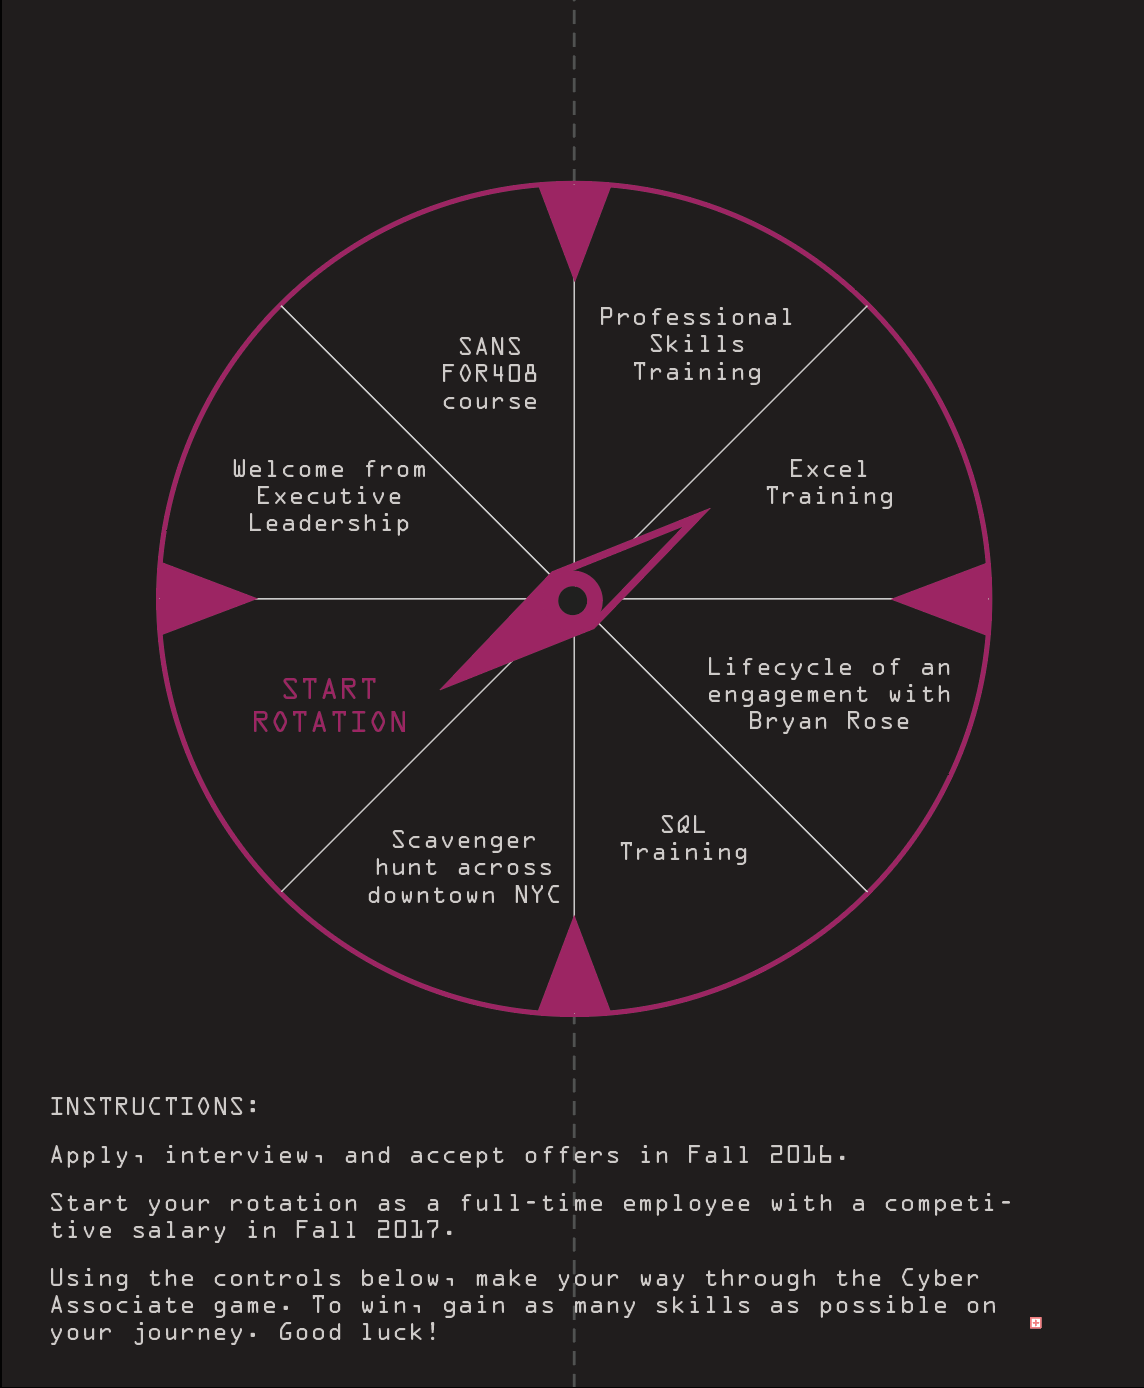 Professional
Skills
Training
SANS
FOR408
course
Welcome from
Executive
Leadership
Excel
Training
START
ROTATION
Lifecycle of an
engagement with
Bryan Rose
Scavenger
hunt across
downtown NYC
SQL
Training
INSTRUCTIONS:
Apply, interview, and accept offers in Fall 2016.
Start your rotation as a full-time employee with a competi-
tive salary in Fall 2017.
Using the controls below, make your way through the Cyber
Associate game. To win, gain as many skills as possible on
your journey. Good luck!